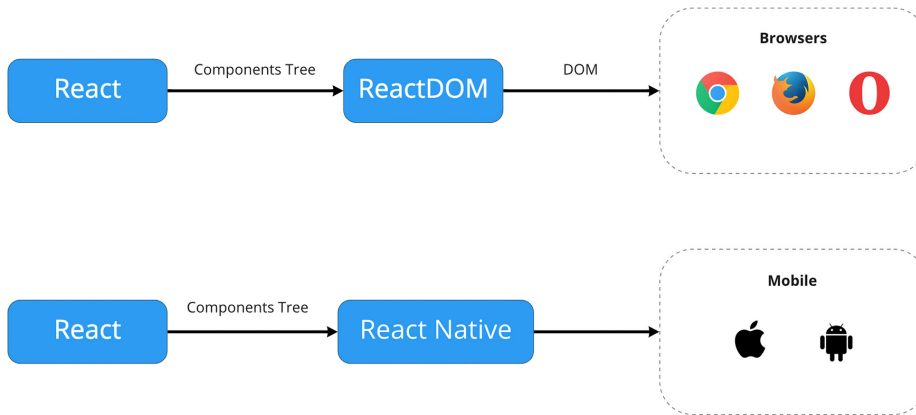 Browsers
Components Tree
DOM
React
ReactDOM
Mobile
Components Tree
React
React Native